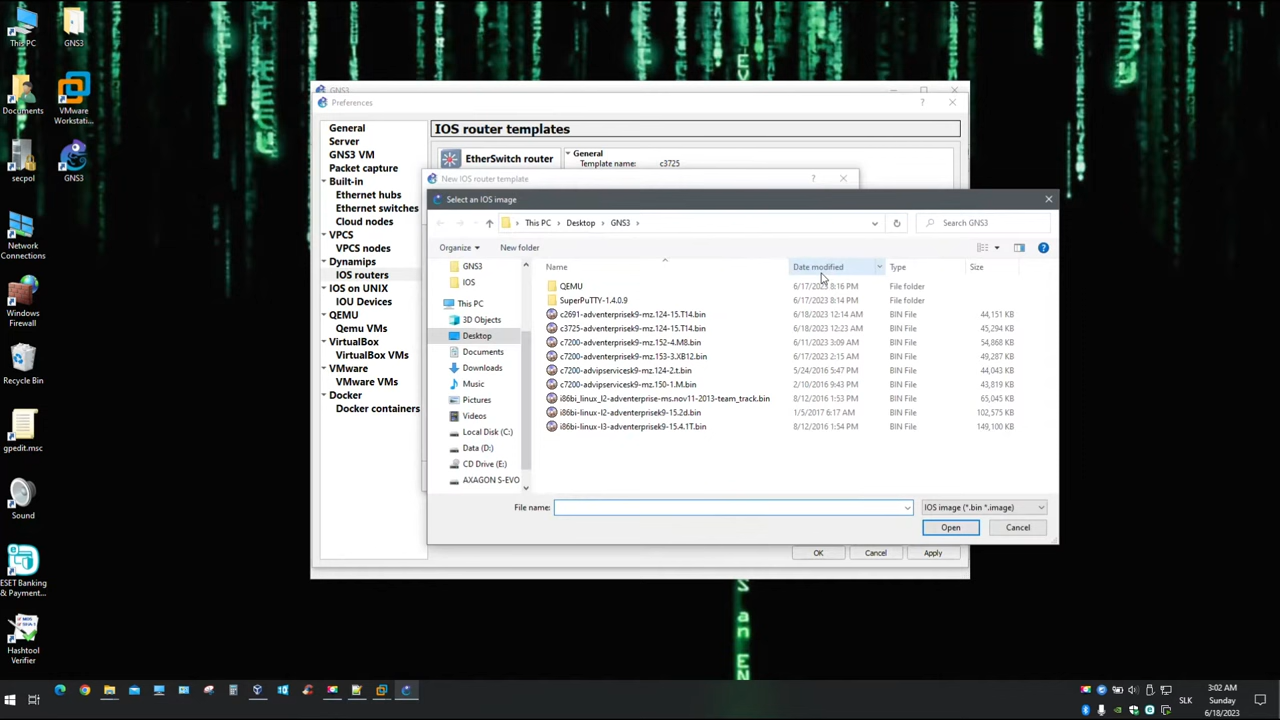 This PC
GNS3
Documents
VMware
Workstati...
secpol
GNS3
Network
Connections
Windows
Firewall
Recycle Bin
gpedit.msc
Sound
ESET Banking
& Payment...
Hashtool
Verifier
GNS3
Preferences
?
General
Server
GNS3 VM
Packet capture
Built-in
Ethernet hubs
Ethernet switches
Cloud nodes
VPCS
VPCS nodes
Dynamips
IOS routers
IOS on UNIX
IOU Devices
QEMU
Qemu VMs
VirtualBox
VirtualBox VMs
VMware
VMware VMs
Docker
Docker containers
IOS router templates
EtherSwitch router
General
Template name: c3725
New IOS router template
?
Select an IOS image
This PC > Desktop > GNS3 >
Search GNS3
Organize
New folder
GNS3
IOS
This PC
3D Objects
Desktop
Documents
Downloads
Music
Pictures
Videos
Local Disk (C:)
Data (D:)
CD Drive (E:)
AXAGON S-EVO
Name Date modified Type Size
QEMU 6/17/2023 8:16 PM File folder
SuperPuTTY-1.4.0.9 6/17/2023 8:14 PM File folder
c2691-adventerprisek9-mz.124-15.T14.bin 6/18/2023 12:14 AM BIN File 44,151 KB
c3725-adventerprisek9-mz.124-15.T14.bin 6/18/2023 12:23 AM BIN File 45,294 KB
c7200-adventerprisek9-mz.152-4.M8.bin 6/11/2023 3:09 AM BIN File 54,868 KB
c7200-adventerprisek9-mz.153-3.XB12.bin 6/17/2023 2:15 AM BIN File 49,287 KB
c7200-advipservicesk9-mz.124-2.t.bin 5/24/2016 5:47 PM BIN File 44,043 KB
c7200-advipservicesk9-mz.150-1.M.bin 2/10/2016 9:43 PM BIN File 43,819 KB
i86bi_linux_l2-adventerprise-ms.nov11-2013-team_track.bin 8/12/2016 1:53 PM BIN File 65,045 KB
i86bi-linux-l2-adventerprisek9-15.2d.bin 1/5/2017 6:17 AM BIN File 102,575 KB
i86bi-linux-l3-adventerprisek9-15.4.1T.bin 8/12/2016 1:54 PM BIN File 149,100 KB
File name:
IOS image (*.bin *.image)
Open
Cancel
OK
Cancel
Apply
SLK
3:02 AM
Sunday
6/18/2023